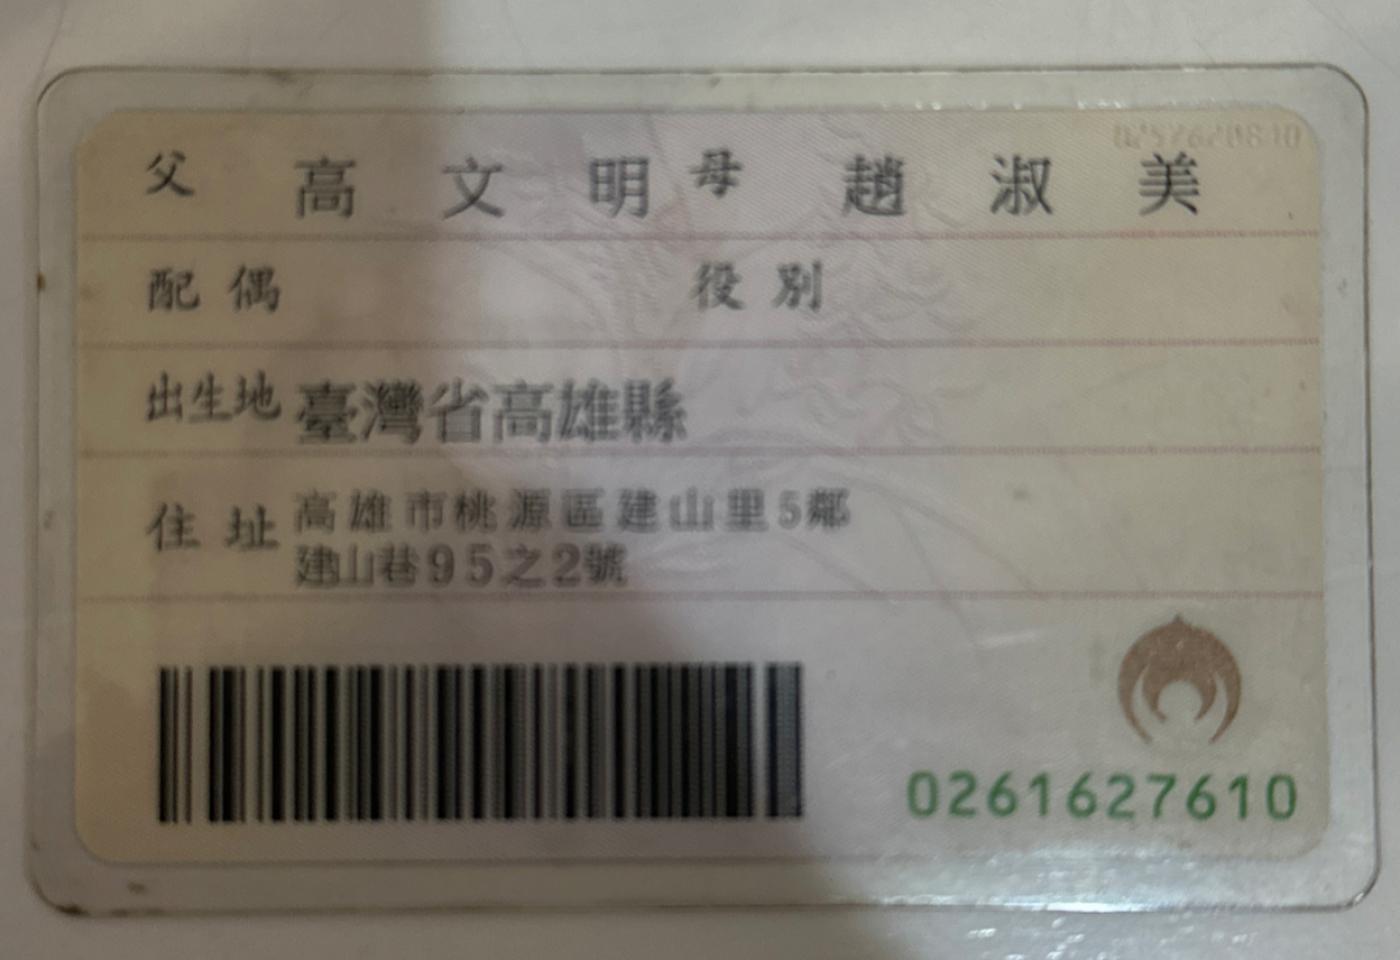 父 高文明 母 趙淑美
配偶 役別
出生地 臺灣省高雄縣
住址 高雄市桃源區建山里5鄰
建山巷95之2號
0261627610